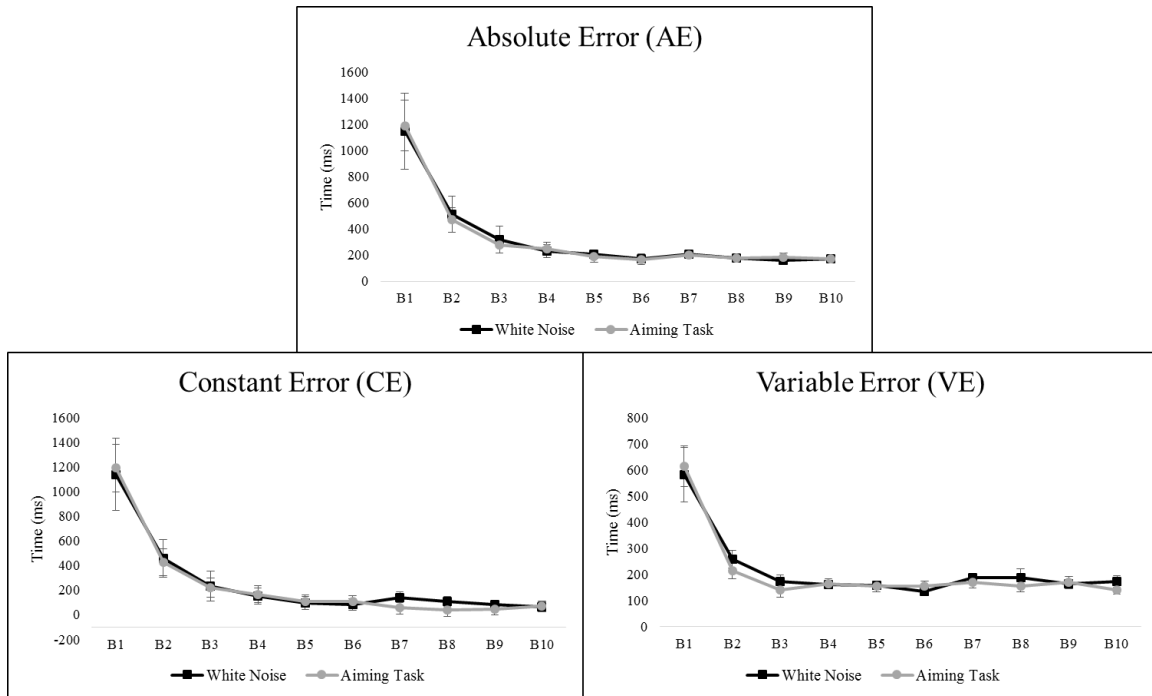 Absolute Error (AE)
1600
1400
1200
1000
800
600
400
200
0
Time (ms)
B1 B2 B3 B4 B5 B6 B7 B8 B9 B10
White Noise Aiming Task
Constant Error (CE)
1600
1400
1200
1000
800
600
400
200
0
-200
Time (ms)
B1 B2 B3 B4 B5 B6 B7 B8 B9 B10
White Noise Aiming Task
Variable Error (VE)
800
700
600
500
400
300
200
100
0
Time (ms)
B1 B2 B3 B4 B5 B6 B7 B8 B9 B10
White Noise Aiming Task